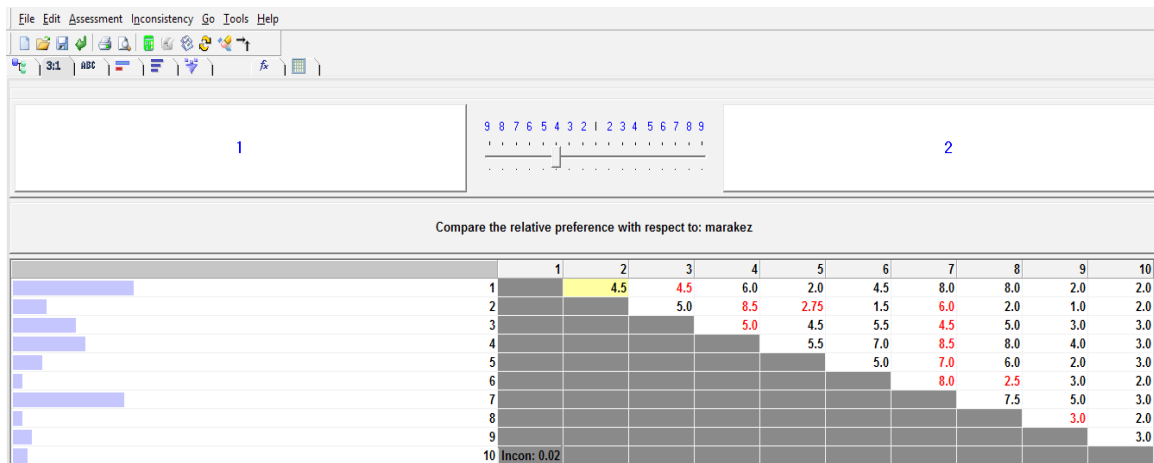 File Edit Assessment Inconsistency Go Tools Help
3:1 ABC fx
1 9 8 7 6 5 4 3 2 1 2 3 4 5 6 7 8 9 2
Compare the relative preference with respect to: marakez
1 2 3 4 5 6 7 8 9 10
1 4.5 4.5 6.0 2.0 4.5 8.0 8.0 2.0 2.0
2 5.0 8.5 2.75 1.5 6.0 2.0 1.0 2.0
3 5.0 4.5 5.5 4.5 5.0 3.0 3.0
4 5.5 7.0 8.5 8.0 4.0 3.0
5 5.0 7.0 6.0 2.0 3.0
6 8.0 2.5 3.0 2.0
7 7.5 5.0 3.0
8 3.0 2.0
9 3.0
10 Incon: 0.02